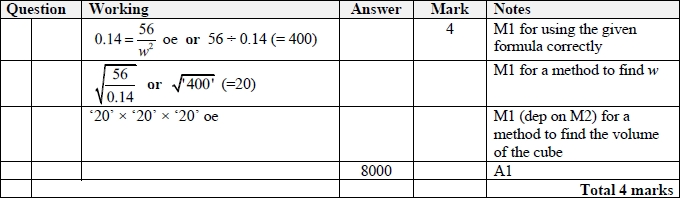 Question Working Answer Mark Notes
0.14 = 56/w² oe or 56 ÷ 0.14 (= 400) 4 M1 for using the given
formula correctly
√(56/0.14) or √'400' (=20) M1 for a method to find w
‘20’ × ‘20’ × ‘20’ oe M1 (dep on M2) for a
method to find the volume
of the cube
8000 A1
Total 4 marks